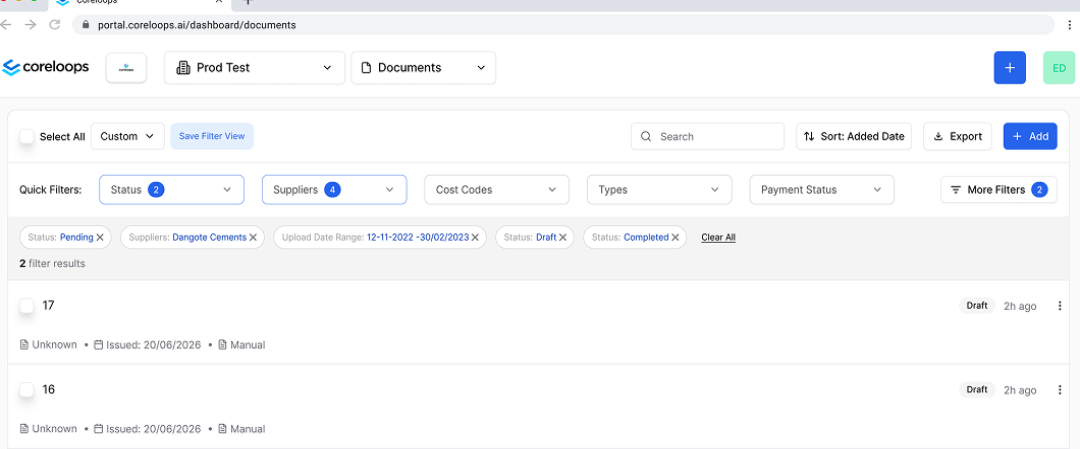 Coreloops
portal.coreloops.ai/dashboard/documents
coreloops Prod Test Documents + ED
Select All Custom Save Filter View Search Sort: Added Date Export + Add
Quick Filters: Status 2 Suppliers 4 Cost Codes Types Payment Status More Filters 2
Status: Pending Suppliers: Dangote Cements Upload Date Range: 12-11-2022 -30/02/2023 Status: Draft Status: Completed Clear All
2 filter results
17 Draft 2h ago
Unknown • Issued: 20/06/2026 • Manual
16 Draft 2h ago
Unknown • Issued: 20/06/2026 • Manual